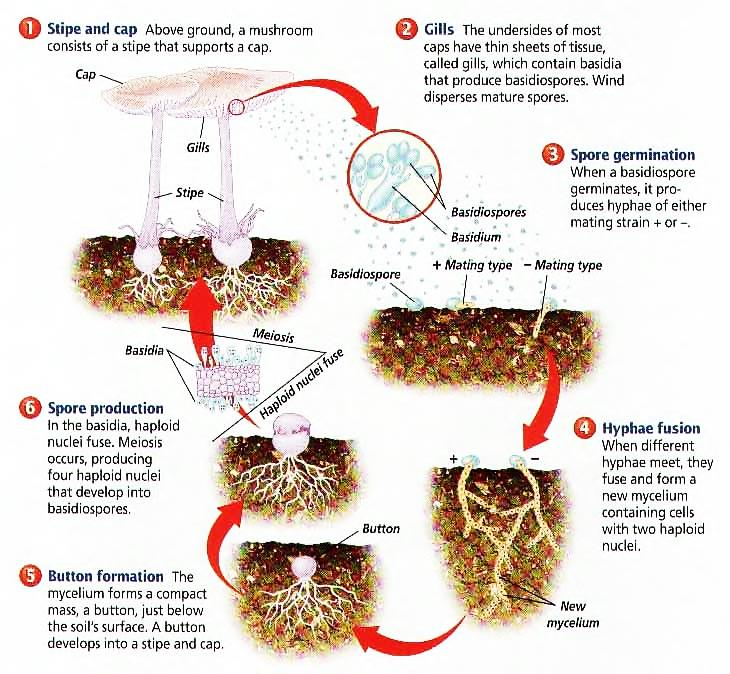 1 Stipe and cap Above ground, a mushroom
consists of a stipe that supports a cap.
Cap
Gills
Stipe
2 Gills The undersides of most
caps have thin sheets of tissue,
called gills, which contain basidia
that produce basidiospores. Wind
disperses mature spores.
Basidiospores
Basidium
3 Spore germination
When a basidiospore
germinates, it pro-
duces hyphae of either
mating strain + or –.
Basidiospore
+ Mating type
– Mating type
4 Hyphae fusion
When different
hyphae meet, they
fuse and form a
new mycelium
containing cells
with two haploid
nuclei.
+
–
New
mycelium
5 Button formation The
mycelium forms a compact
mass, a button, just below
the soil's surface. A button
develops into a stipe and cap.
Button
6 Spore production
In the basidia, haploid
nuclei fuse. Meiosis
occurs, producing
four haploid nuclei
that develop into
basidiospores.
Basidia
Meiosis
Haploid nuclei fuse